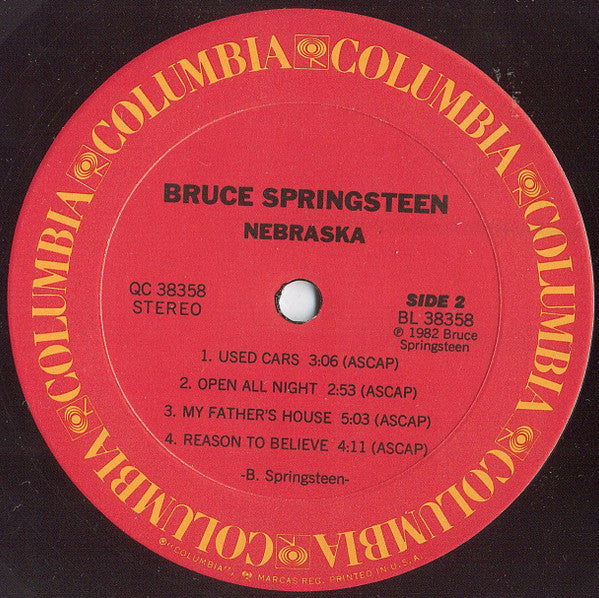 COLUMBIA COLUMBIA COLUMBIA COLUMBIA COLUMBIA COLUMBIA COLUMBIA
BRUCE SPRINGSTEEN
NEBRASKA
QC 38358
STEREO
SIDE 2
BL 38358
℗ 1982 Bruce
Springsteen
1. USED CARS 3:06 (ASCAP)
2. OPEN ALL NIGHT 2:53 (ASCAP)
3. MY FATHER'S HOUSE 5:03 (ASCAP)
4. REASON TO BELIEVE 4:11 (ASCAP)
-B. Springsteen-
®"COLUMBIA", MARCAS REG. PRINTED IN U.S.A.